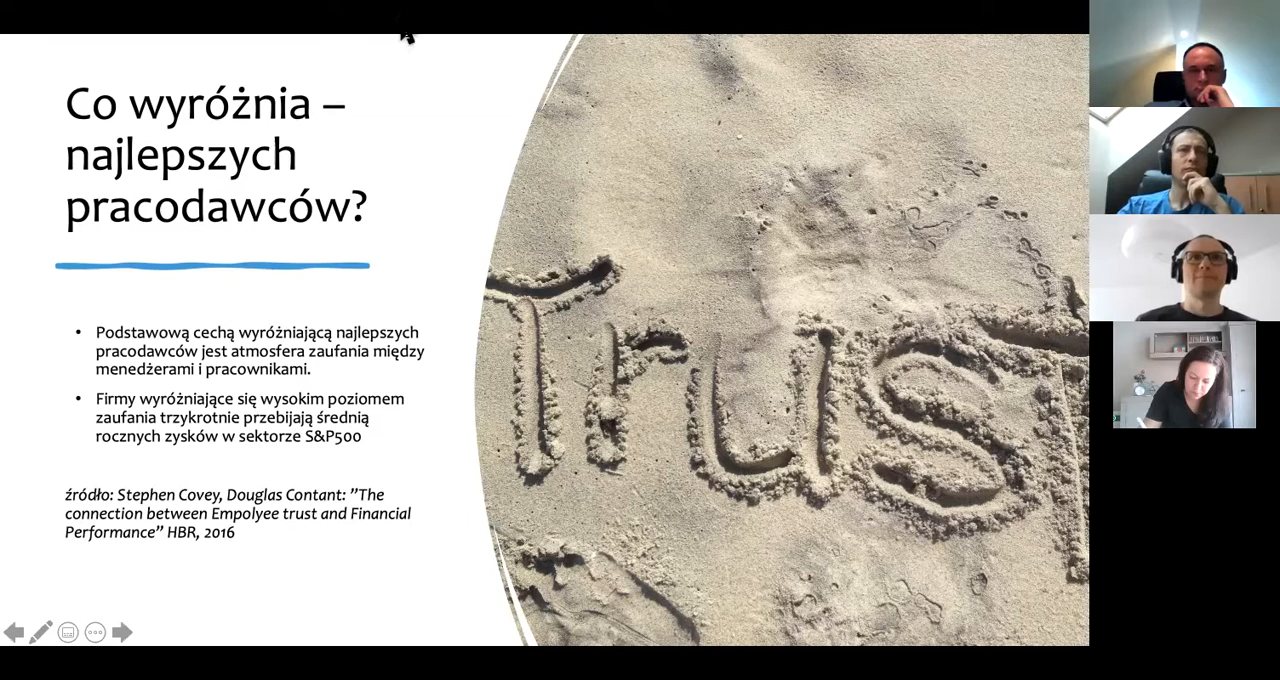 Co wyróżnia –
najlepszych
pracodawców?
• Podstawową cechą wyróżniającą najlepszych
pracodawców jest atmosfera zaufania między
menedżerami i pracownikami.
• Firmy wyróżniające się wysokim poziomem
zaufania trzykrotnie przebijają średnią
rocznych zysków w sektorze S&P500
źródło: Stephen Covey, Douglas Contant: ”The
connection between Empolyee trust and Financial
Performance” HBR, 2016
Trust